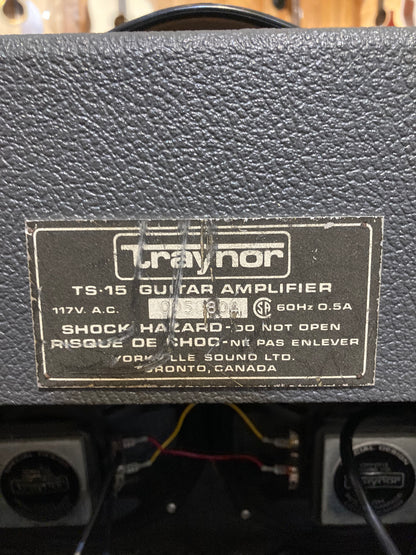 traynor
TS-15 GUITAR AMPLIFIER
117V. A.C. 60Hz 0.5A
SHOCK HAZARD-DO NOT OPEN
RISQUE DE CHOC-NE PAS ENLEVER
YORKVILLE SOUND LTD.
TORONTO, CANADA